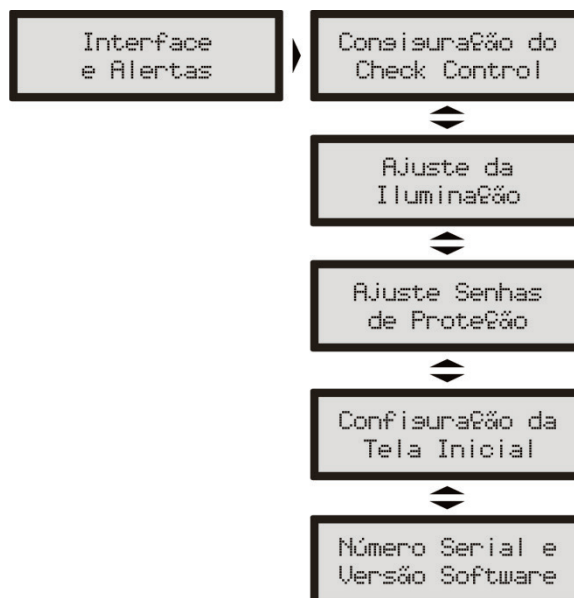 Interface
e Alertas
Consiguração do
Check Control
Ajuste da
Iluminação
Ajuste Senhas
de Proteção
Configuração da
Tela Inicial
Número Serial e
Versão Software